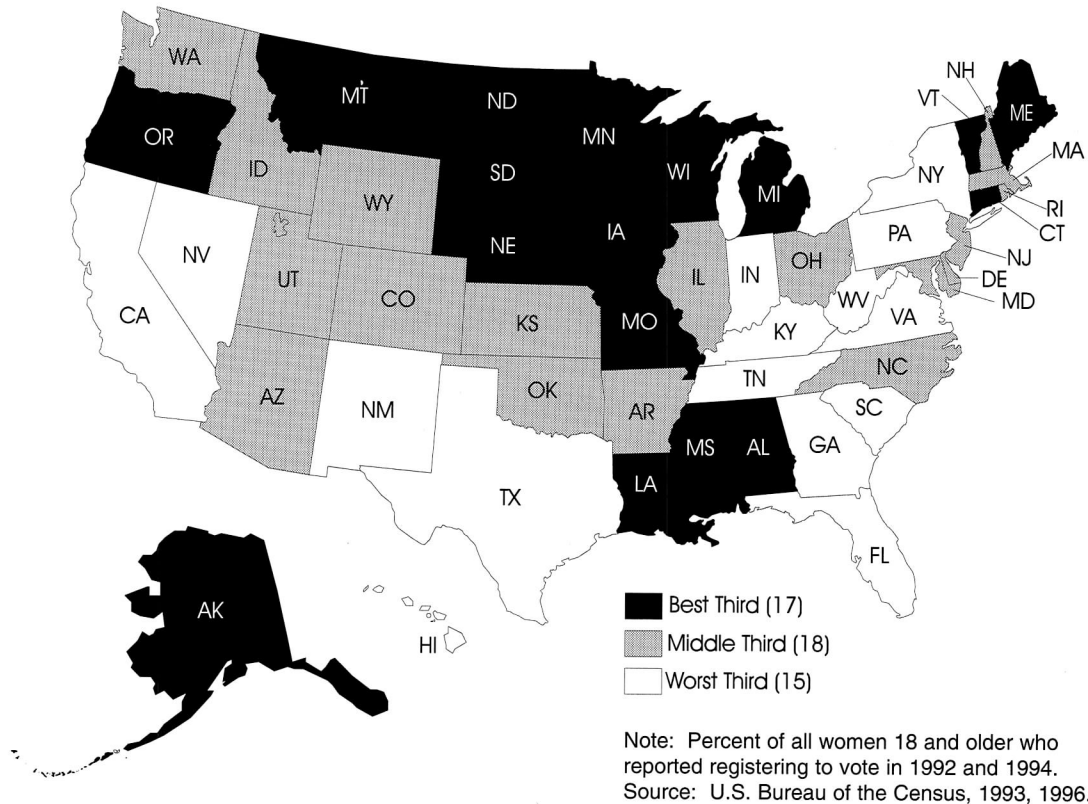 WA
MT
ND
MN
NH
VT
ME
OR
ID
SD
WI
MI
NY
MA
WY
RI
CT
NV
NE
IA
PA
NJ
UT
CO
IL
IN
OH
DE
MD
CA
KS
MO
WV
VA
KY
AZ
NM
OK
AR
TN
NC
SC
MS
AL
GA
TX
LA
FL
AK
HI
Best Third (17)
Middle Third (18)
Worst Third (15)
Note: Percent of all women 18 and older who
reported registering to vote in 1992 and 1994.
Source: U.S. Bureau of the Census, 1993, 1996.